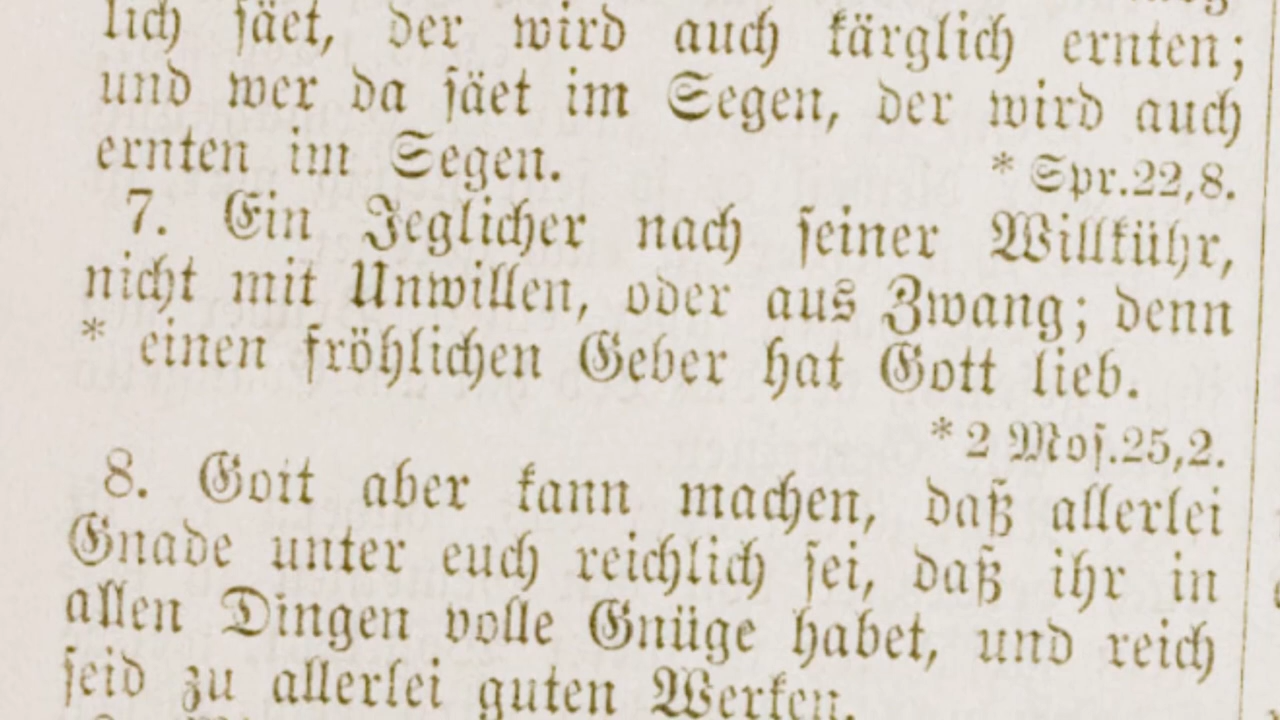 lich säet, der wird auch kärglich ernten;
und wer da säet im Segen, der wird auch
ernten im Segen. * Spr.22,8.
7. Ein Jeglicher nach seiner Willkühr,
nicht mit Unwillen, oder aus Zwang; denn
* einen fröhlichen Geber hat Gott lieb.
* 2 Mos.25,2.
8. Gott aber kann machen, daß allerlei
Gnade unter euch reichlich sei, daß ihr in
allen Dingen volle Gnüge habet, und reich
seid zu allerlei guten Werken.